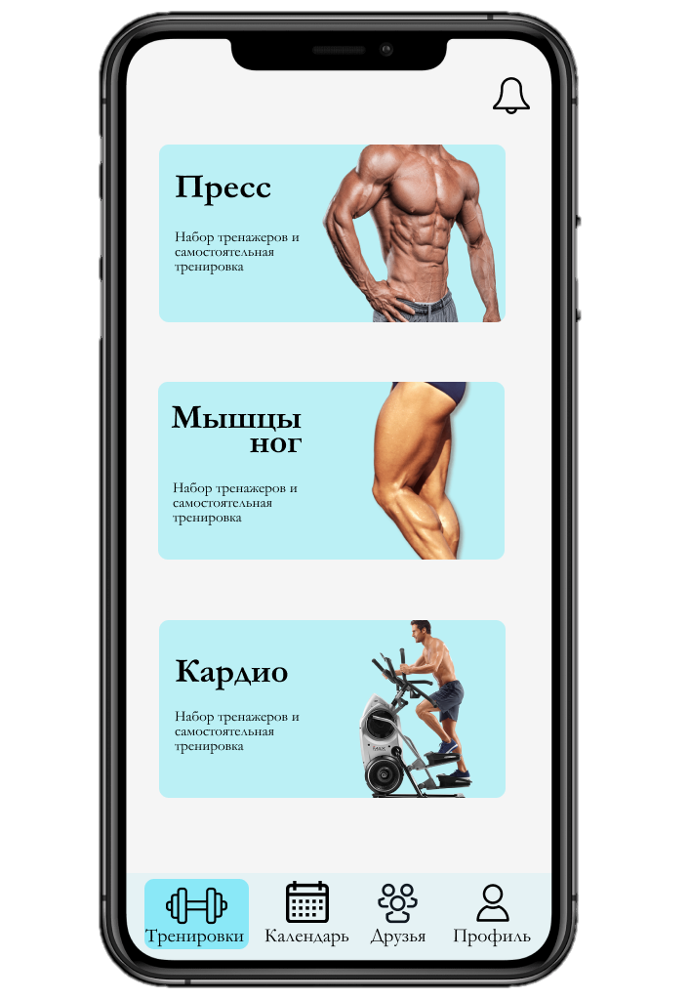 Пресс
Набор тренажеров и
самостоятельная
тренировка
Мышцы
ног
Набор тренажеров и
самостоятельная
тренировка
Кардио
Набор тренажеров и
самостоятельная
тренировка
Тренировки
Календарь
Друзья
Профиль